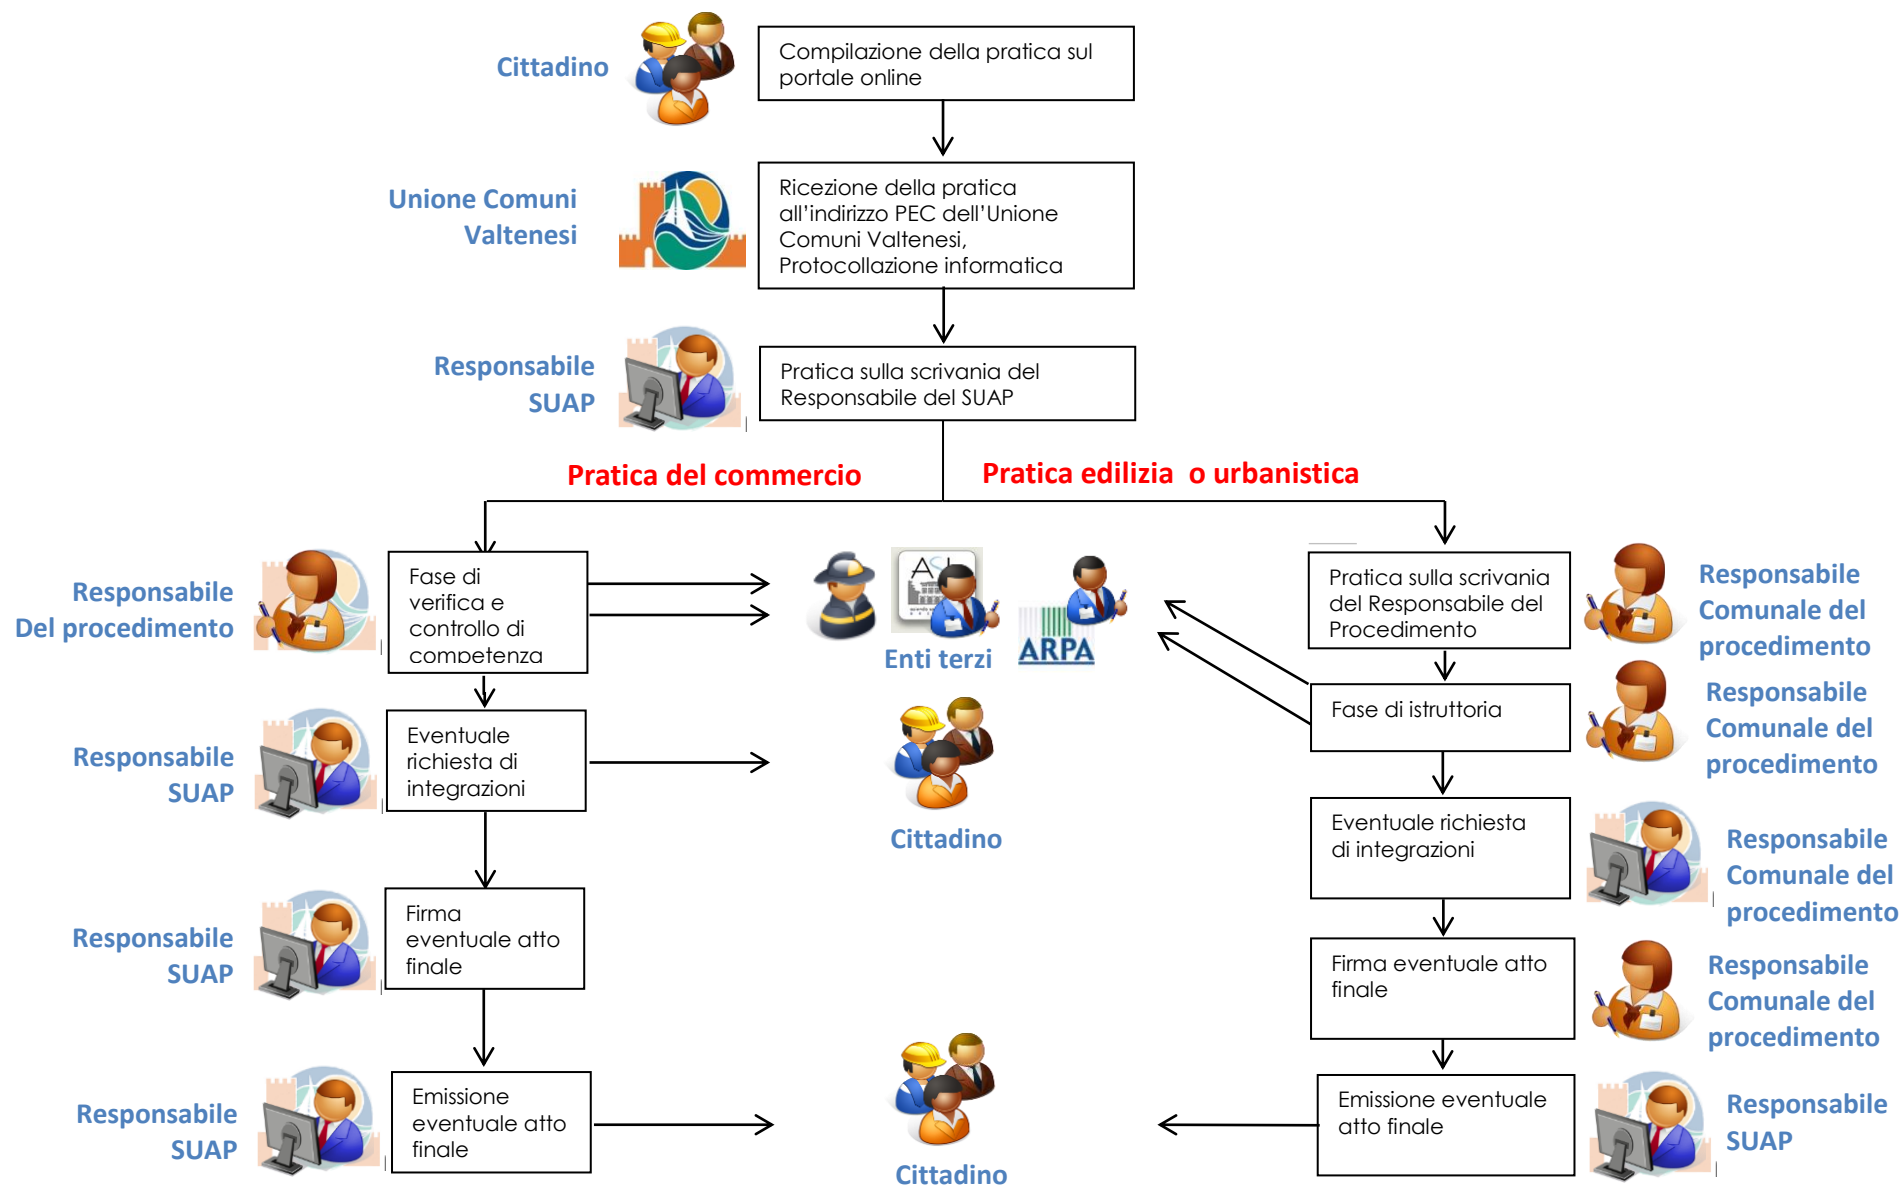 Cittadino
Compilazione della pratica sul
portale online
Unione Comuni
Valtenesi
Ricezione della pratica
all'indirizzo PEC dell'Unione
Comuni Valtenesi,
Protocollazione informatica
Responsabile
SUAP
Pratica sulla scrivania del
Responsabile del SUAP
Pratica del commercio
Pratica edilizia o urbanistica
Responsabile
Del procedimento
Fase di
verifica e
controllo di
competenza
ARPA
Enti terzi
Pratica sulla scrivania
del Responsabile del
Procedimento
Responsabile
Comunale del
procedimento
Responsabile
SUAP
Eventuale
richiesta di
integrazioni
Cittadino
Fase di istruttoria
Responsabile
Comunale del
procedimento
Eventuale richiesta
di integrazioni
Responsabile
Comunale del
procedimento
Responsabile
SUAP
Firma
eventuale atto
finale
Firma eventuale atto
finale
Responsabile
Comunale del
procedimento
Responsabile
SUAP
Emissione
eventuale atto
finale
Cittadino
Emissione eventuale
atto finale
Responsabile
SUAP